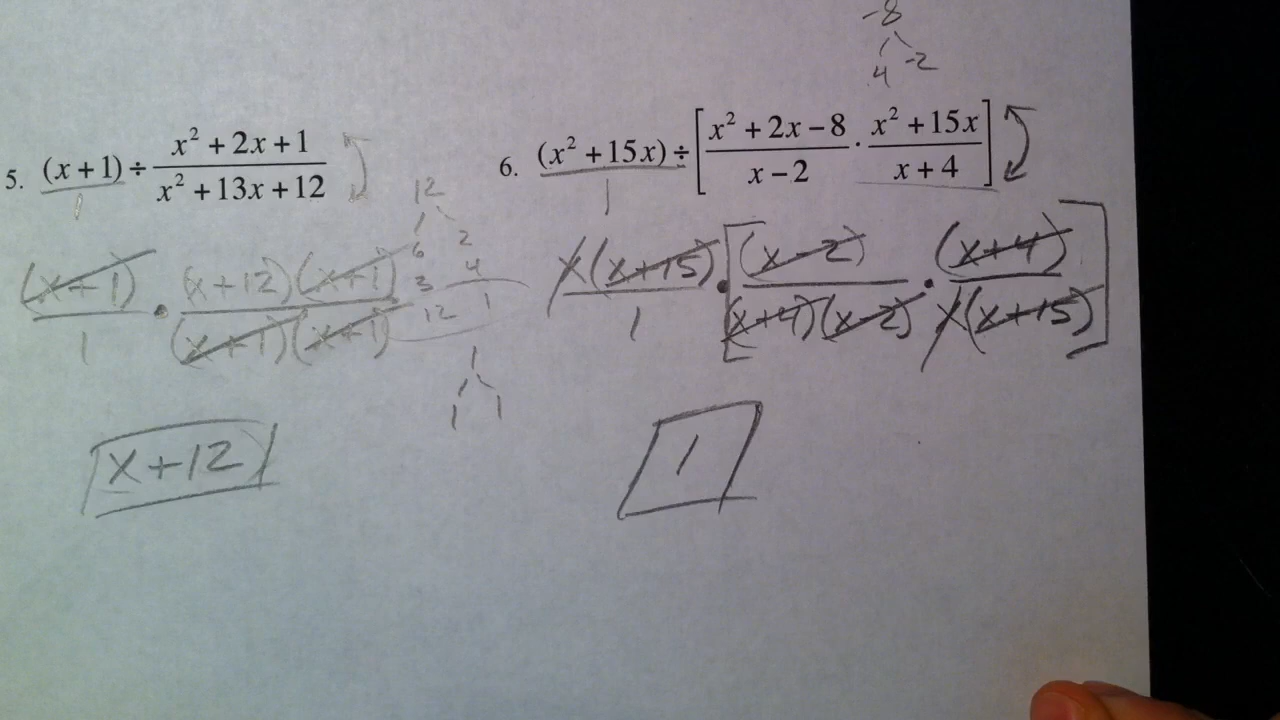 -8
4 -2
5. (x + 1) ÷ (x² + 2x + 1)/(x² + 13x + 12)
1
12
6 2
3 4
12 1
(x+1)/1 · (x+12)(x+1)/(x+1)(x+1)
1
1 1
x+12
6. (x² + 15x) ÷ [(x² + 2x − 8)/(x − 2) · (x² + 15x)/(x + 4)]
1
x(x+15)/1 · [(x-2)/(x+4)(x-2) · (x+4)/x(x+15)]
1